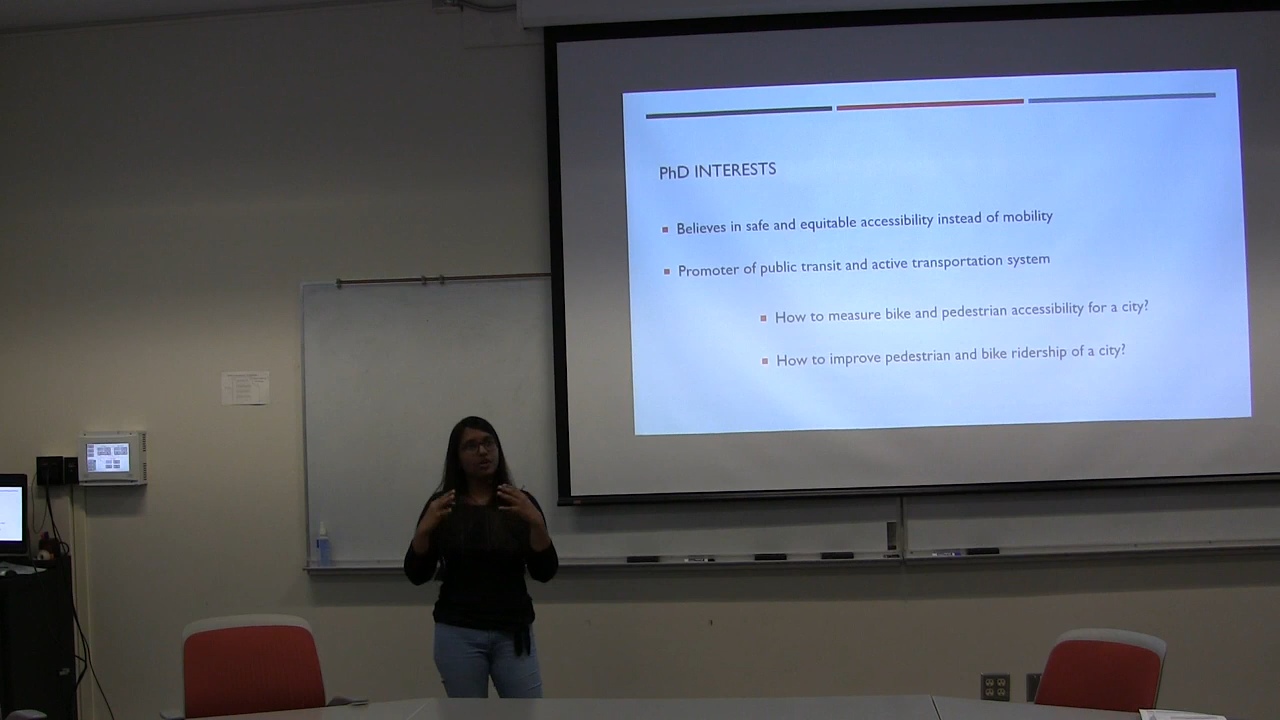 PhD INTERESTS
Believes in safe and equitable accessibility instead of mobility
Promoter of public transit and active transportation system
How to measure bike and pedestrian accessibility for a city?
How to improve pedestrian and bike ridership of a city?